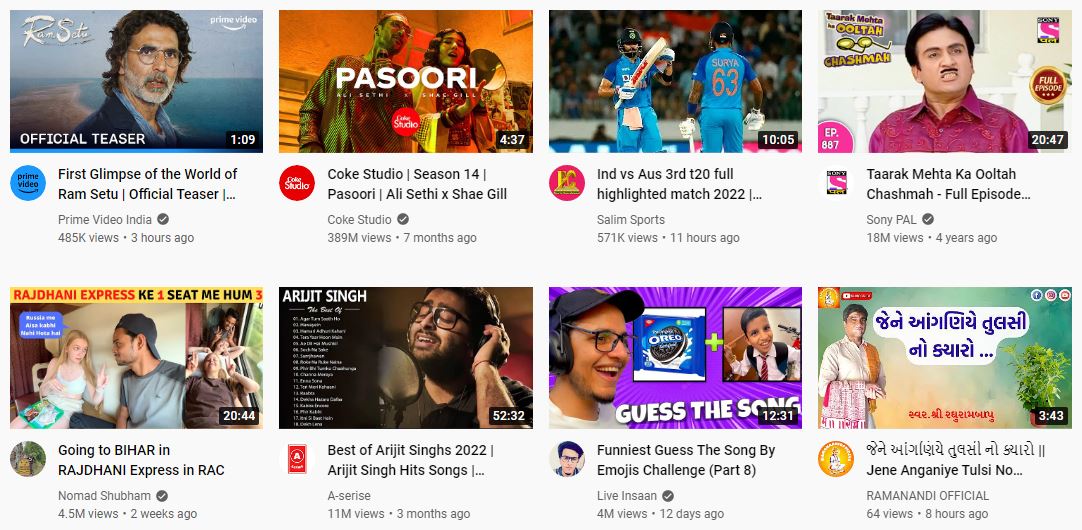 Ram Setu
prime video
OFFICIAL TEASER
1:09
prime video
First Glimpse of the World of
Ram Setu | Official Teaser |...
Prime Video India
485K views • 3 hours ago
PASOORI
ALI SETHI X SHAE GILL
Coke Studio
4:37
Coke Studio
Coke Studio | Season 14 |
Pasoori | Ali Sethi x Shae Gill
Coke Studio
389M views • 7 months ago
SURYA
63
10:05
Ind vs Aus 3rd t20 full
highlighted match 2022 |...
Salim Sports
571K views • 11 hours ago
Taarak Mehta
Ka OOLTAH
CHASHMAH
SONY
FULL
EPISODE
EP.
887
20:47
SONY
Taarak Mehta Ka Ooltah
Chashmah - Full Episode...
Sony PAL
18M views • 4 years ago
RAJDHANI EXPRESS KE 1 SEAT ME HUM 3
Russia me
Aisa kabhi
Nahi Hota hai
20:44
Going to BIHAR in
RAJDHANI Express in RAC
Nomad Shubham
4.5M views • 2 weeks ago
ARIJIT SINGH
The Best Of
52:32
Best of Arijit Singhs 2022 |
Arijit Singh Hits Songs |...
A-serise
11M views • 3 months ago
OREO
+
GUESS THE SONG
12:31
Funniest Guess The Song By
Emojis Challenge (Part 8)
Live Insaan
4M views • 12 days ago
જેને આંગણિયે તુલસી
નો ક્યારો ...
સ્વર.શ્રી રઘુરામબાપુ
3:43
જેને આંગણિયે તુલસી નો ક્યારો ||
Jene Anganiye Tulsi No...
RAMANANDI OFFICIAL
64 views • 8 hours ago